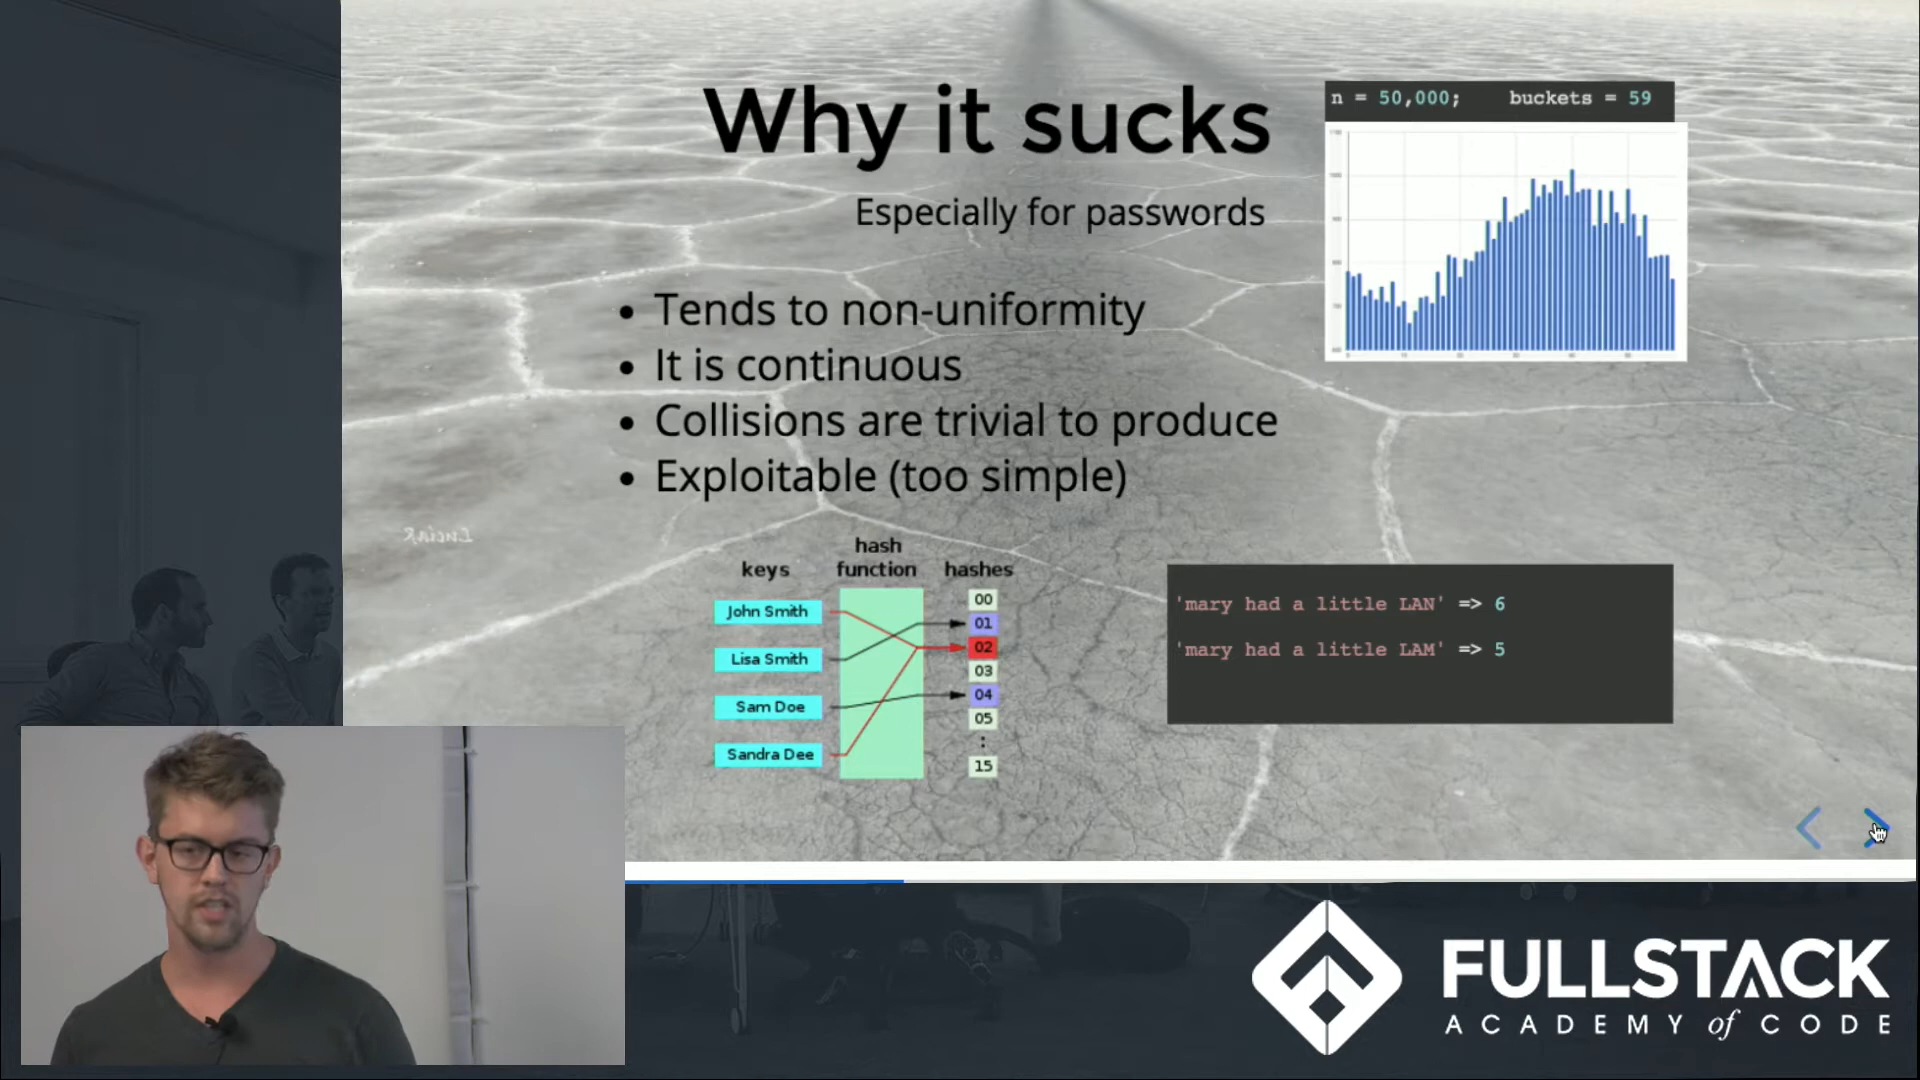 Why it sucks
Especially for passwords
n = 50,000;    buckets = 59
• Tends to non-uniformity
• It is continuous
• Collisions are trivial to produce
• Exploitable (too simple)
keys
hash
function
hashes
John Smith
Lisa Smith
Sam Doe
Sandra Dee
00
01
02
03
04
05
:
15
'mary had a little LAN' => 6
'mary had a little LAM' => 5
FULLSTACK
ACADEMY of CODE